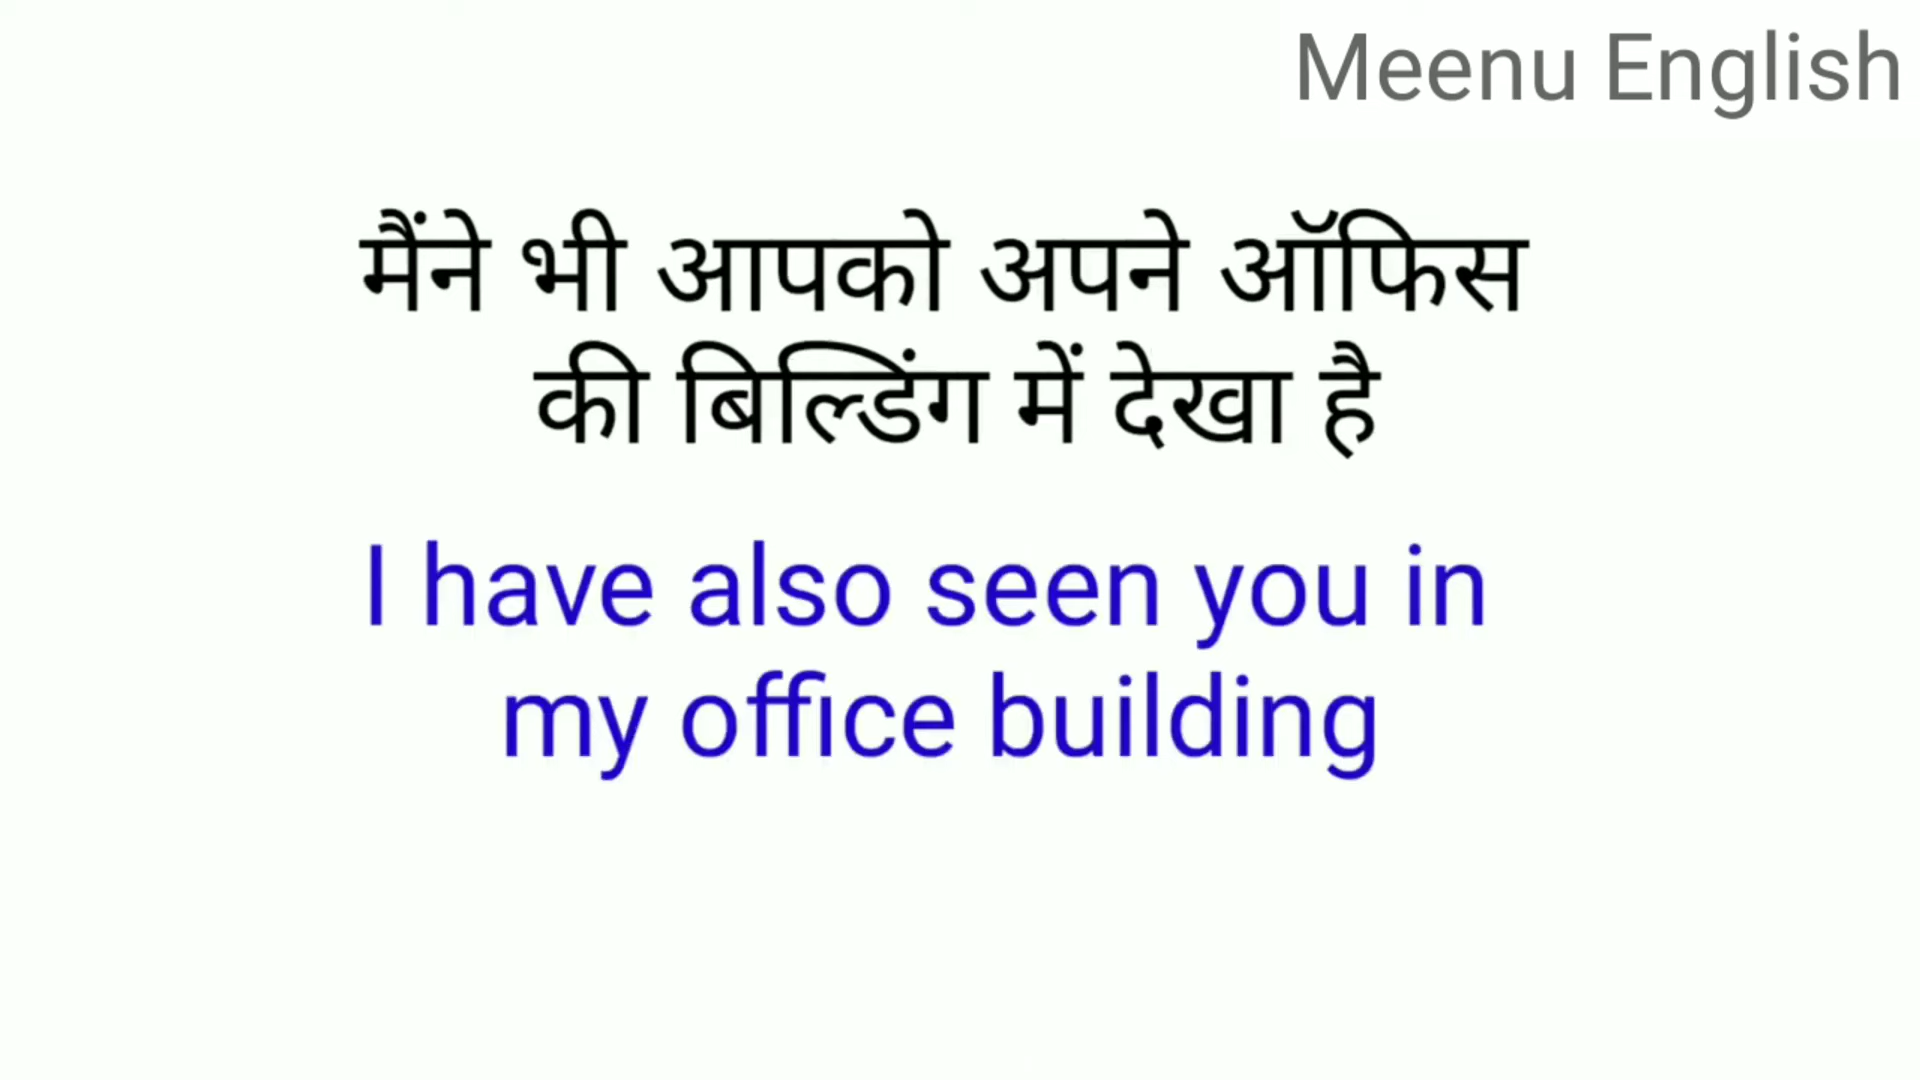 Meenu English
मैंने भी आपको अपने ऑफिस
की बिल्डिंग में देखा है
I have also seen you in
my office building